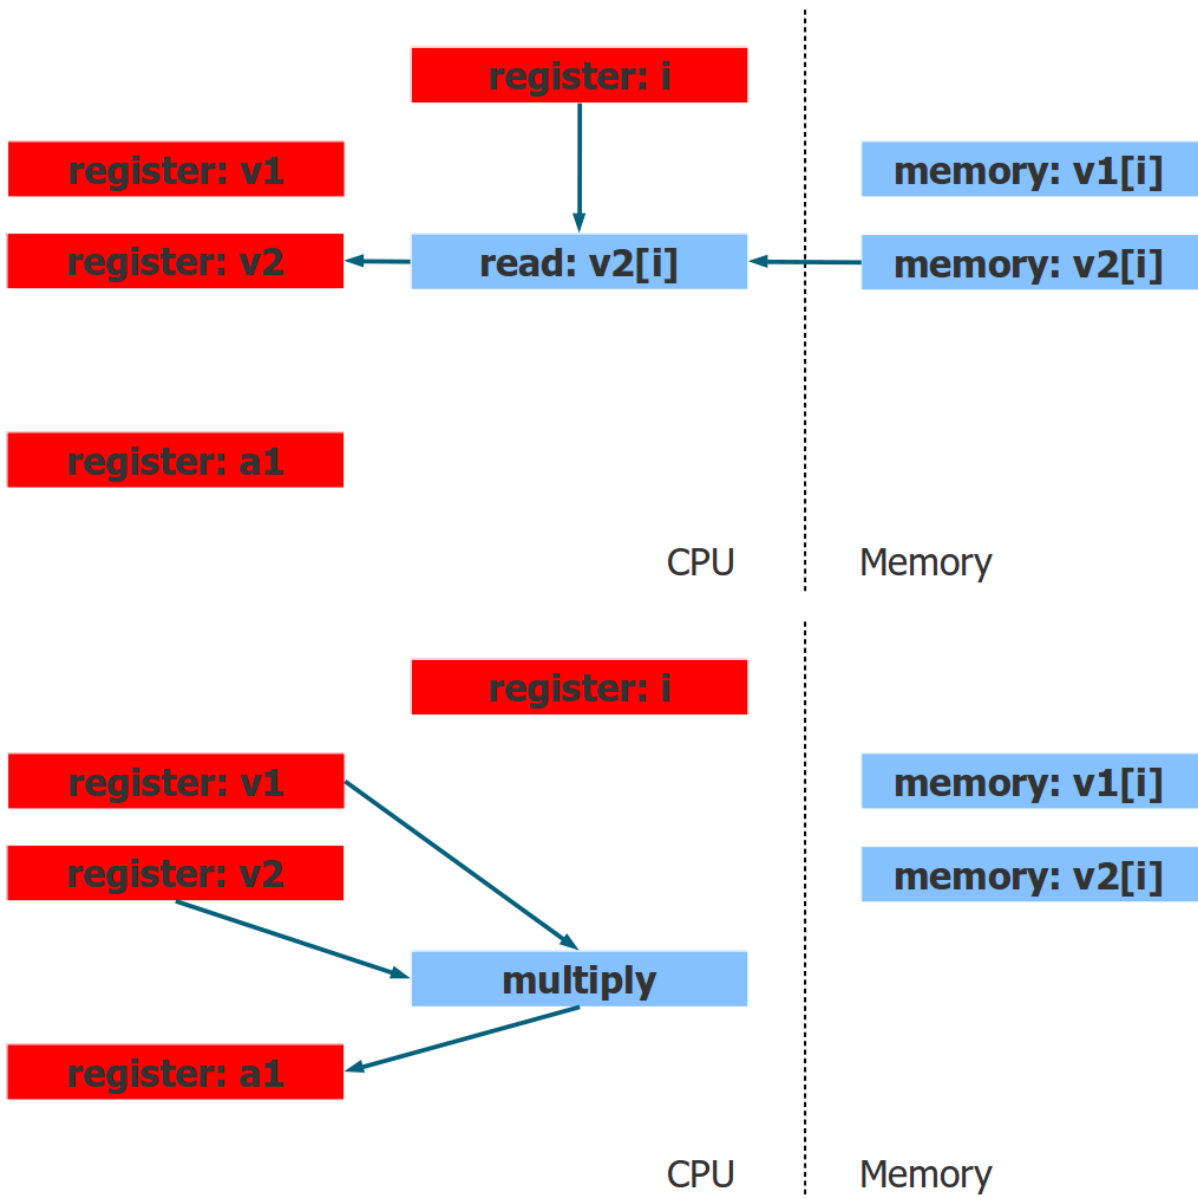 register: i
register: v1
memory: v1[i]
register: v2
read: v2[i]
memory: v2[i]
register: a1
CPU
Memory
register: i
register: v1
memory: v1[i]
register: v2
memory: v2[i]
multiply
register: a1
CPU
Memory